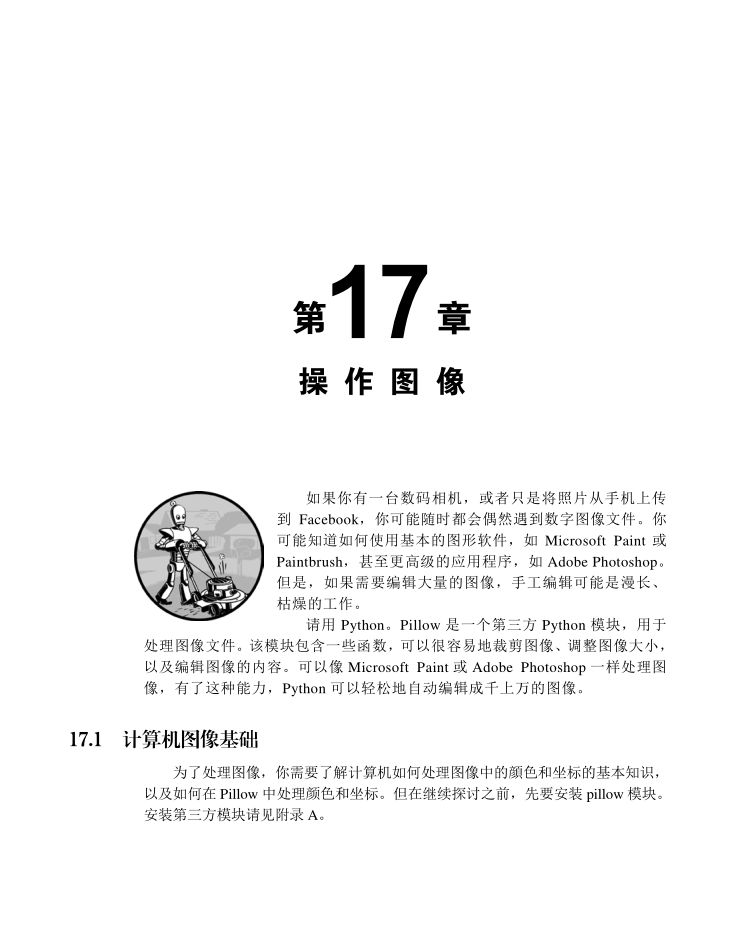 第17章
操作图像
如果你有一台数码相机，或者只是将照片从手机上传
到 Facebook，你可能随时都会偶然遇到数字图像文件。你
可能知道如何使用基本的图形软件，如 Microsoft Paint 或
Paintbrush，甚至更高级的应用程序，如 Adobe Photoshop。
但是，如果需要编辑大量的图像，手工编辑可能是漫长、
枯燥的工作。
请用 Python。Pillow 是一个第三方 Python 模块，用于
处理图像文件。该模块包含一些函数，可以很容易地裁剪图像、调整图像大小，
以及编辑图像的内容。可以像 Microsoft Paint 或 Adobe Photoshop 一样处理图
像，有了这种能力，Python 可以轻松地自动编辑成千上万的图像。
17.1 计算机图像基础
为了处理图像，你需要了解计算机如何处理图像中的颜色和坐标的基本知识，
以及如何在 Pillow 中处理颜色和坐标。但在继续探讨之前，先要安装 pillow 模块。
安装第三方模块请见附录 A。